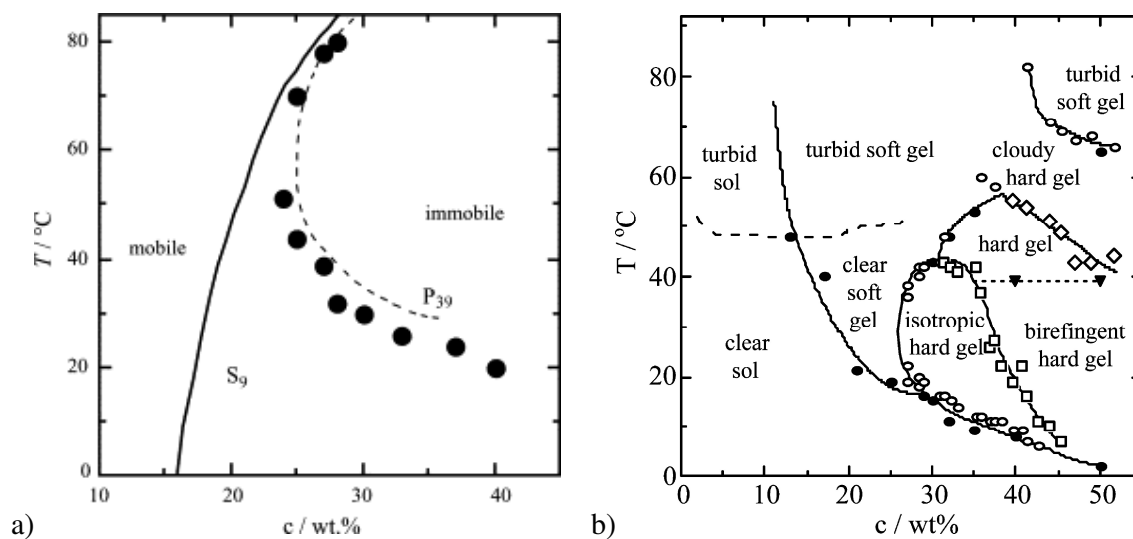 80
60
40
20
0
T / °C
mobile
immobile
S9
P39
10
20
30
40
c / wt.%
a)
80
60
40
20
0
T / °C
turbid
soft gel
turbid soft gel
cloudy
hard gel
turbid
sol
hard gel
clear
soft
gel
isotropic
hard gel
birefingent
hard gel
clear
sol
0
10
20
30
40
50
c / wt%
b)